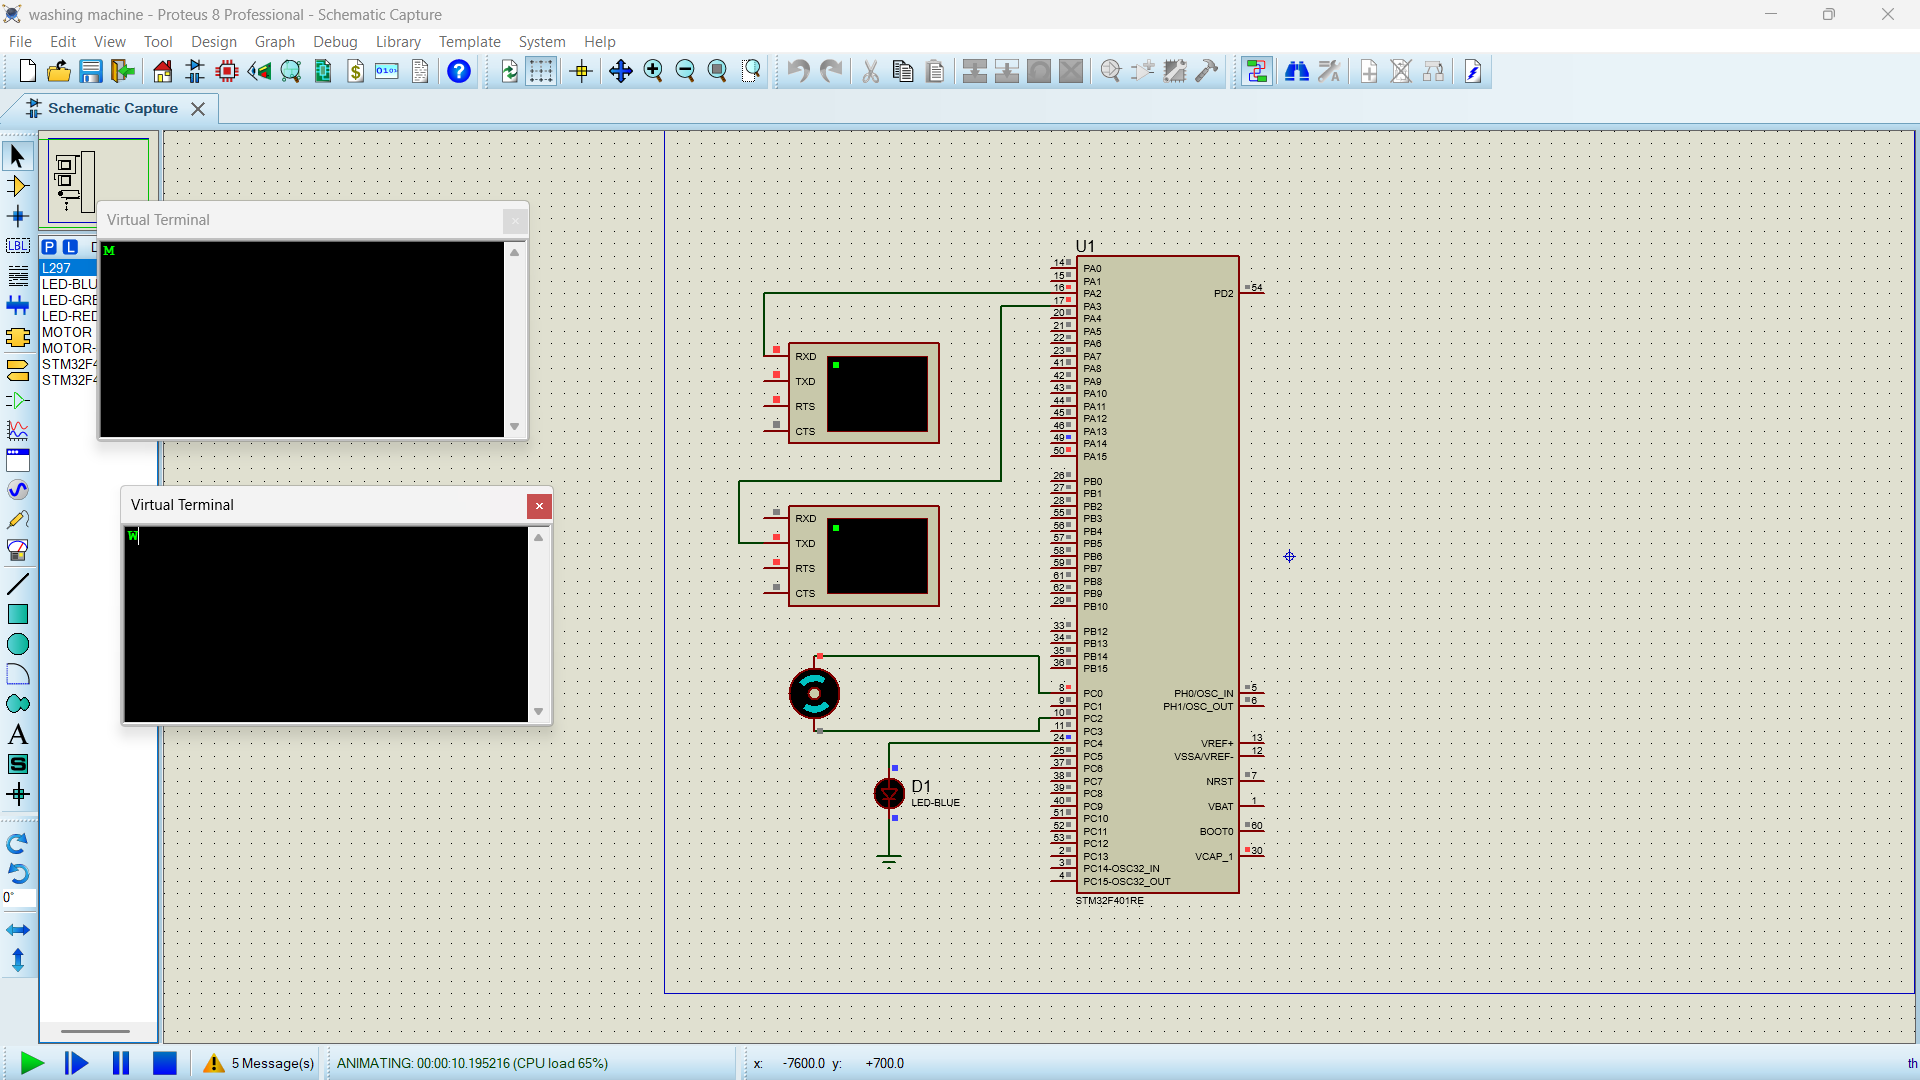 washing machine - Proteus 8 Professional - Schematic Capture
File Edit View Tool Design Graph Debug Library Template System Help
Schematic Capture
P L
L297
LED-BLU
LED-GRE
LED-RED
MOTOR
MOTOR-
STM32F4
STM32F4
LBL
A
S
0°
Virtual Terminal
M
Virtual Terminal
W
RXD
TXD
RTS
CTS
RXD
TXD
RTS
CTS
D1
LED-BLUE
U1
14 PA0
15 PA1
16 PA2
17 PA3
20 PA4
21 PA5
22 PA6
23 PA7
41 PA8
42 PA9
43 PA10
44 PA11
45 PA12
46 PA13
49 PA14
50 PA15
26 PB0
27 PB1
28 PB2
55 PB3
56 PB4
57 PB5
58 PB6
59 PB7
61 PB8
62 PB9
29 PB10
33 PB12
34 PB13
35 PB14
36 PB15
8 PC0
9 PC1
10 PC2
11 PC3
24 PC4
25 PC5
37 PC6
38 PC7
39 PC8
40 PC9
51 PC10
52 PC11
53 PC12
2 PC13
3 PC14-OSC32_IN
4 PC15-OSC32_OUT
PD2 54
PH0/OSC_IN 5
PH1/OSC_OUT 6
VREF+ 13
VSSA/VREF- 12
NRST 7
VBAT 1
BOOT0 60
VCAP_1 30
STM32F401RE
5 Message(s) ANIMATING: 00:00:10.195216 (CPU load 65%) x: -7600.0 y: +700.0 th